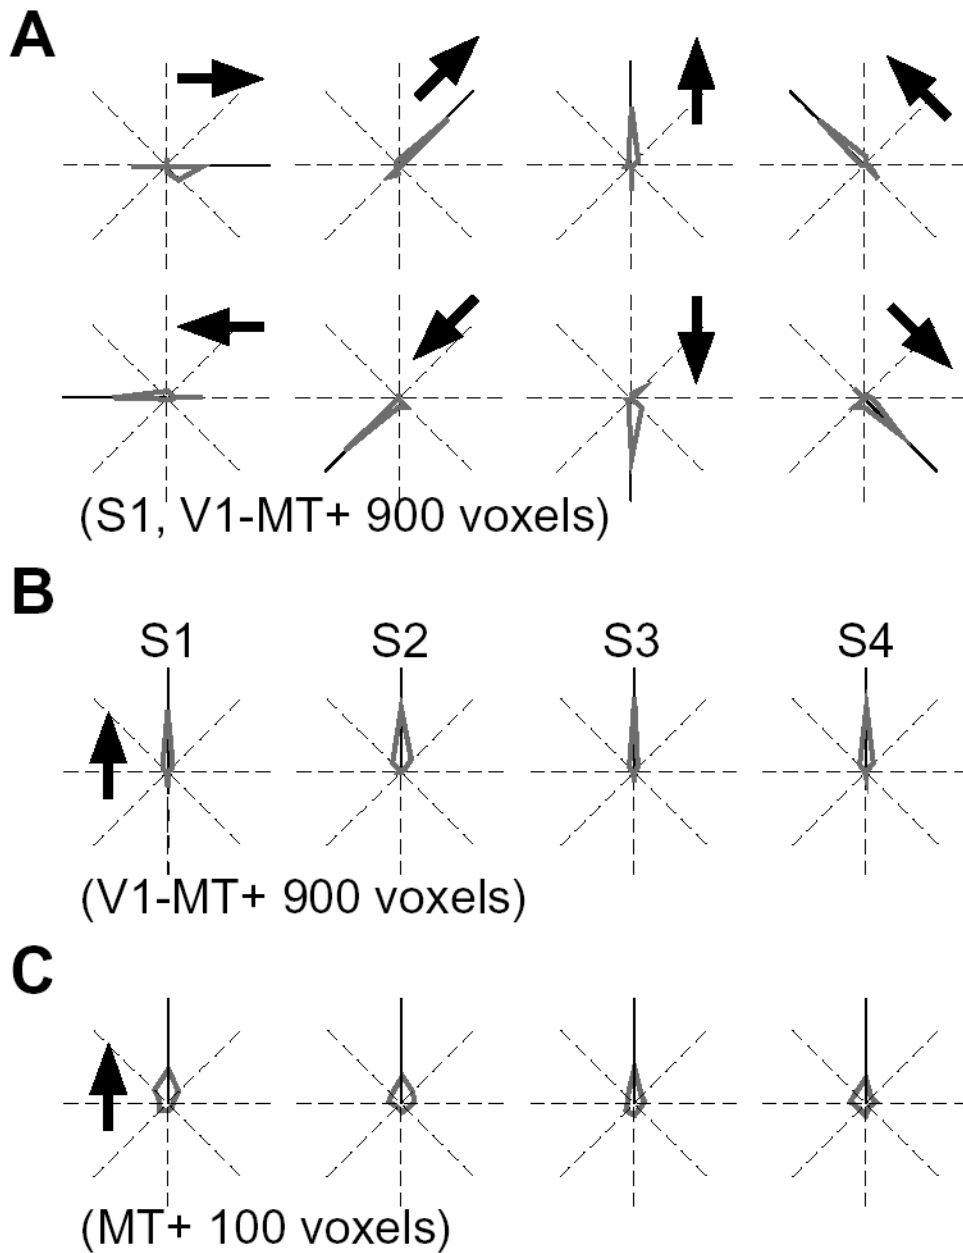 A
(S1, V1-MT+ 900 voxels)
B
S1 S2 S3 S4
(V1-MT+ 900 voxels)
C
(MT+ 100 voxels)